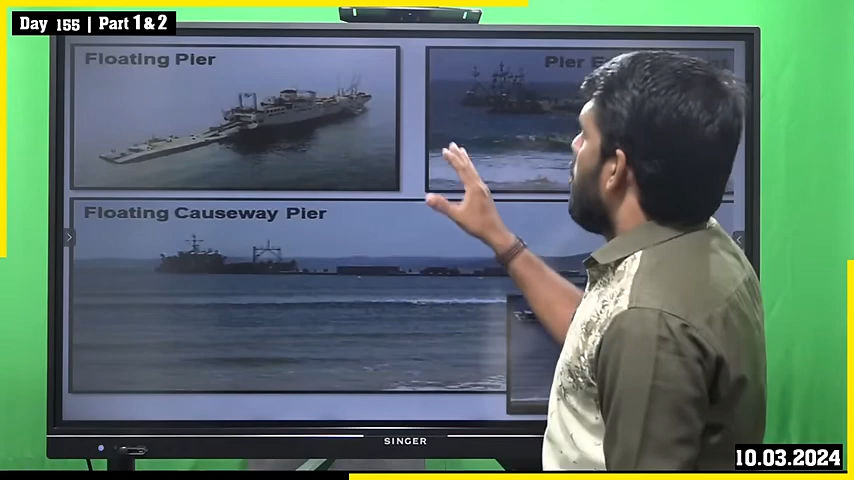 Day 155 | Part 1 & 2
Floating Pier
Pier
Floating Causeway Pier
SINGER
10.03.2024